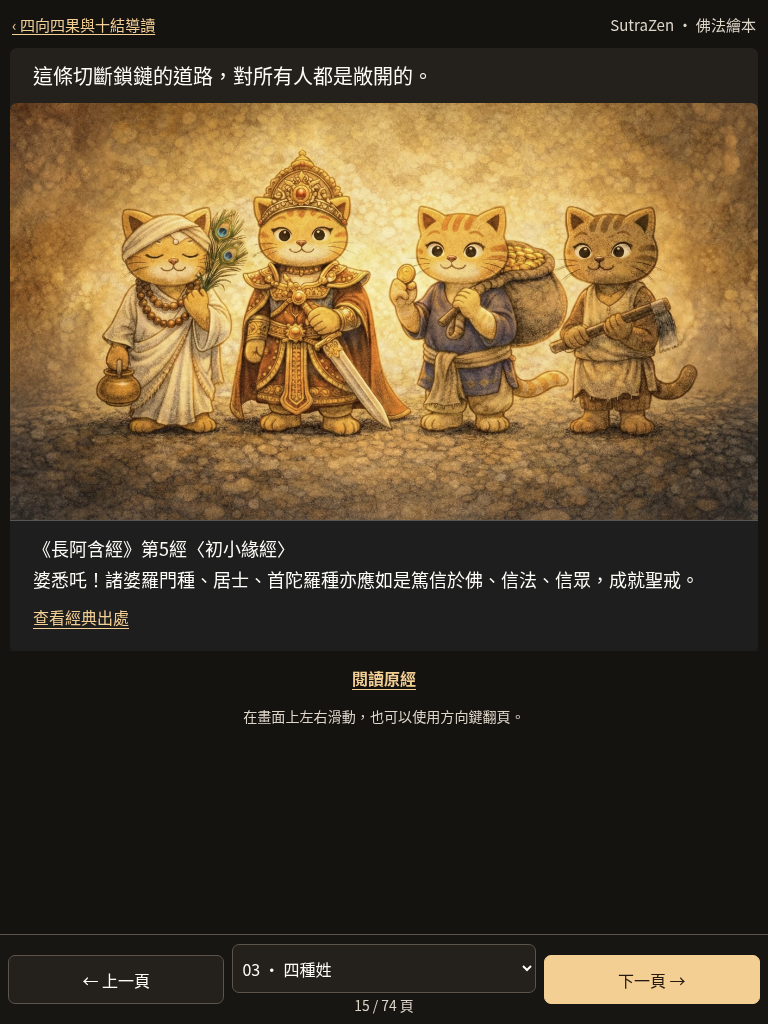 ‹ 四向四果與十結導讀
SutraZen · 佛法繪本
這條切斷鎖鏈的道路，對所有人都是敞開的。
《長阿含經》第5經〈初小緣經〉
婆悉吒！諸婆羅門種、居士、首陀羅種亦應如是篤信於佛、信法、信眾，成就聖戒。
查看經典出處
閱讀原經
在畫面上左右滑動，也可以使用方向鍵翻頁。
← 上一頁
03 · 四種姓
下一頁 →
15 / 74 頁